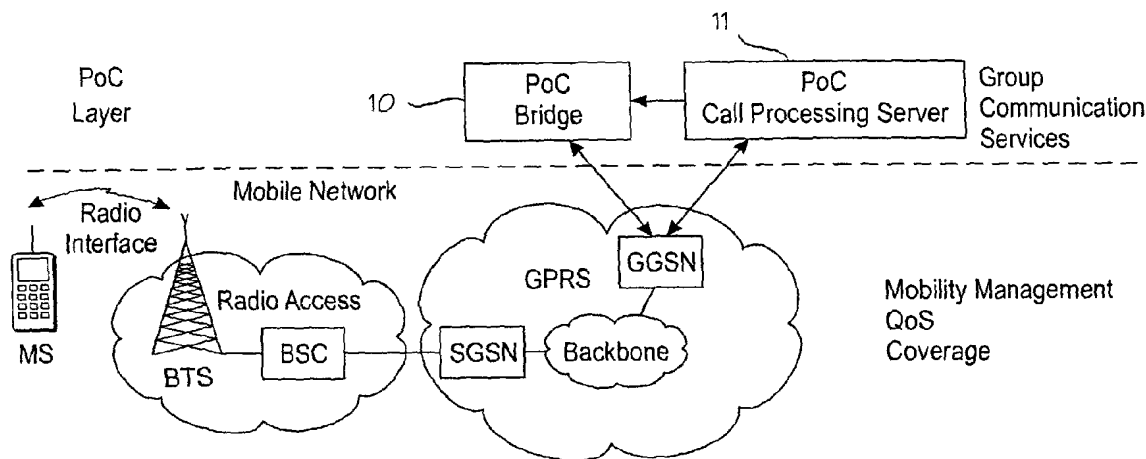 11
PoC
Layer
10
PoC
Bridge
PoC
Call Processing Server
Group
Communication
Services
Mobile Network
Radio
Interface
MS
Radio Access
BTS
BSC
GPRS
GGSN
SGSN
Backbone
Mobility Management
QoS
Coverage